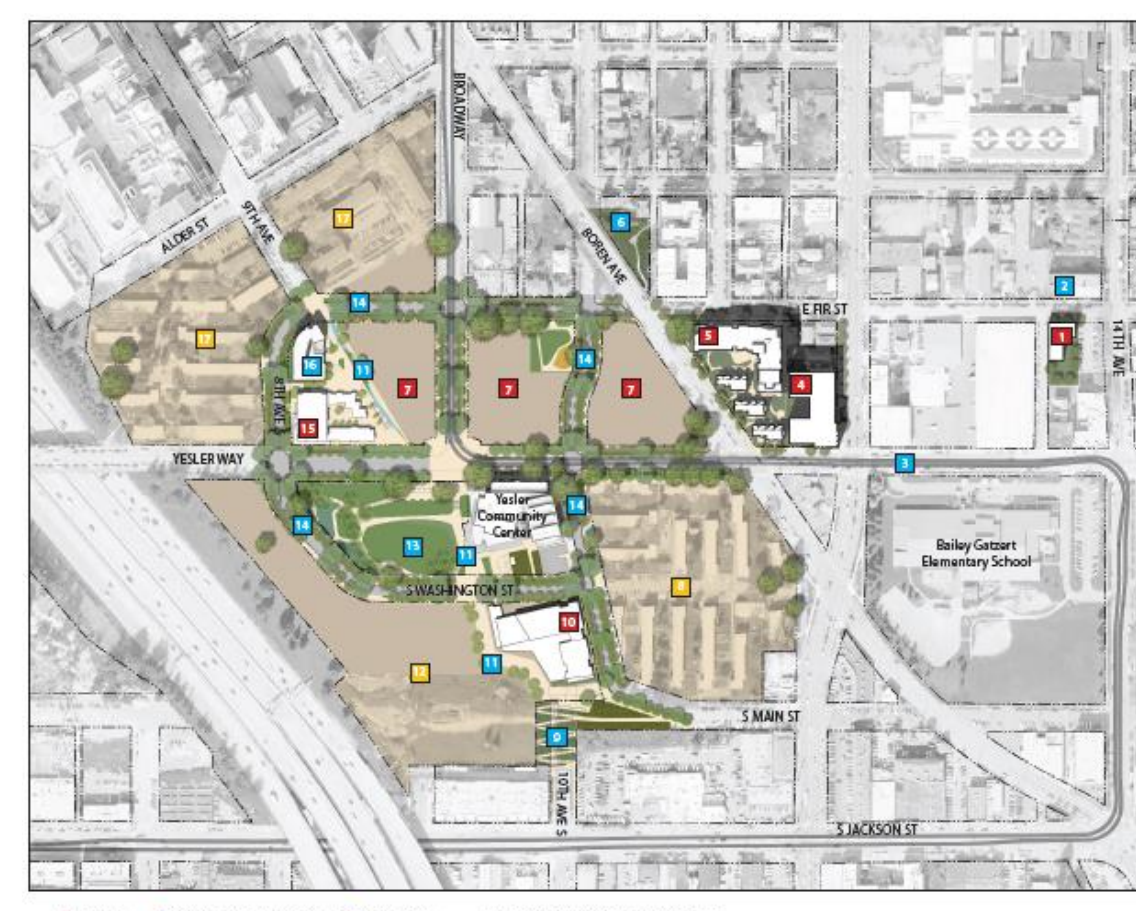 BROADWAY
9TH AVE
ALDER ST
17
6
BOREN AVE
2
14
E FIR ST
17
5
1
14TH AVE
16
11
7
7
14
7
4
8TH AVE
15
YESLER WAY
3
Yesler
Community
Center
14
14
13
11
Bailey Gatzert
Elementary School
S WASHINGTON ST
8
10
11
12
S MAIN ST
9
10TH AVE S
S JACKSON ST